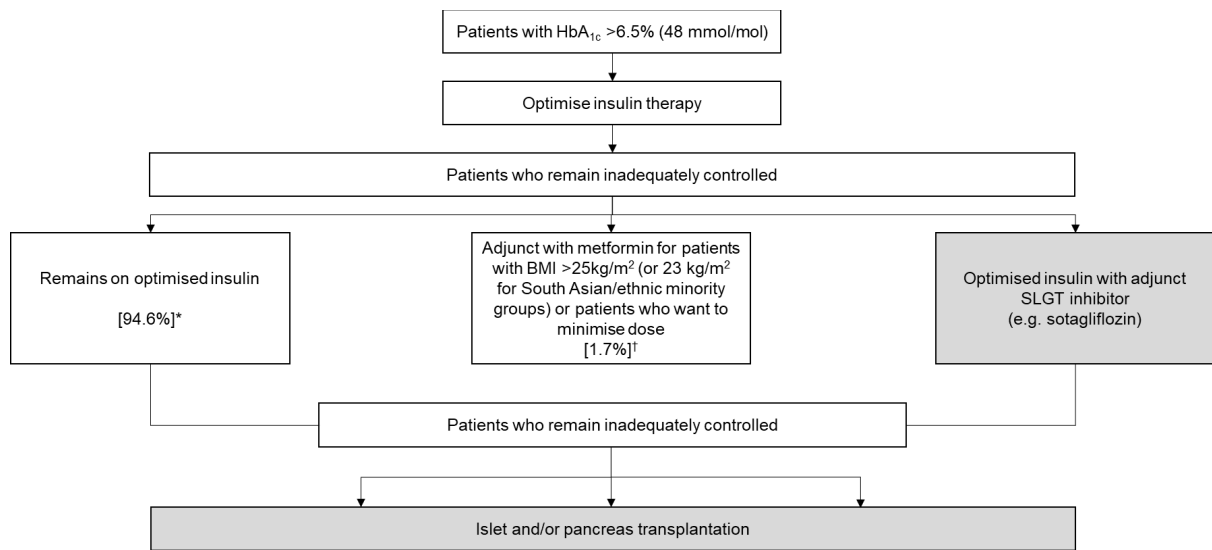 Patients with HbA1c >6.5% (48 mmol/mol)
Optimise insulin therapy
Patients who remain inadequately controlled
Remains on optimised insulin
[94.6%]*
Adjunct with metformin for patients
with BMI >25kg/m² (or 23 kg/m²
for South Asian/ethnic minority
groups) or patients who want to
minimise dose
[1.7%]†
Optimised insulin with adjunct
SLGT inhibitor
(e.g. sotagliflozin)
Patients who remain inadequately controlled
Islet and/or pancreas transplantation